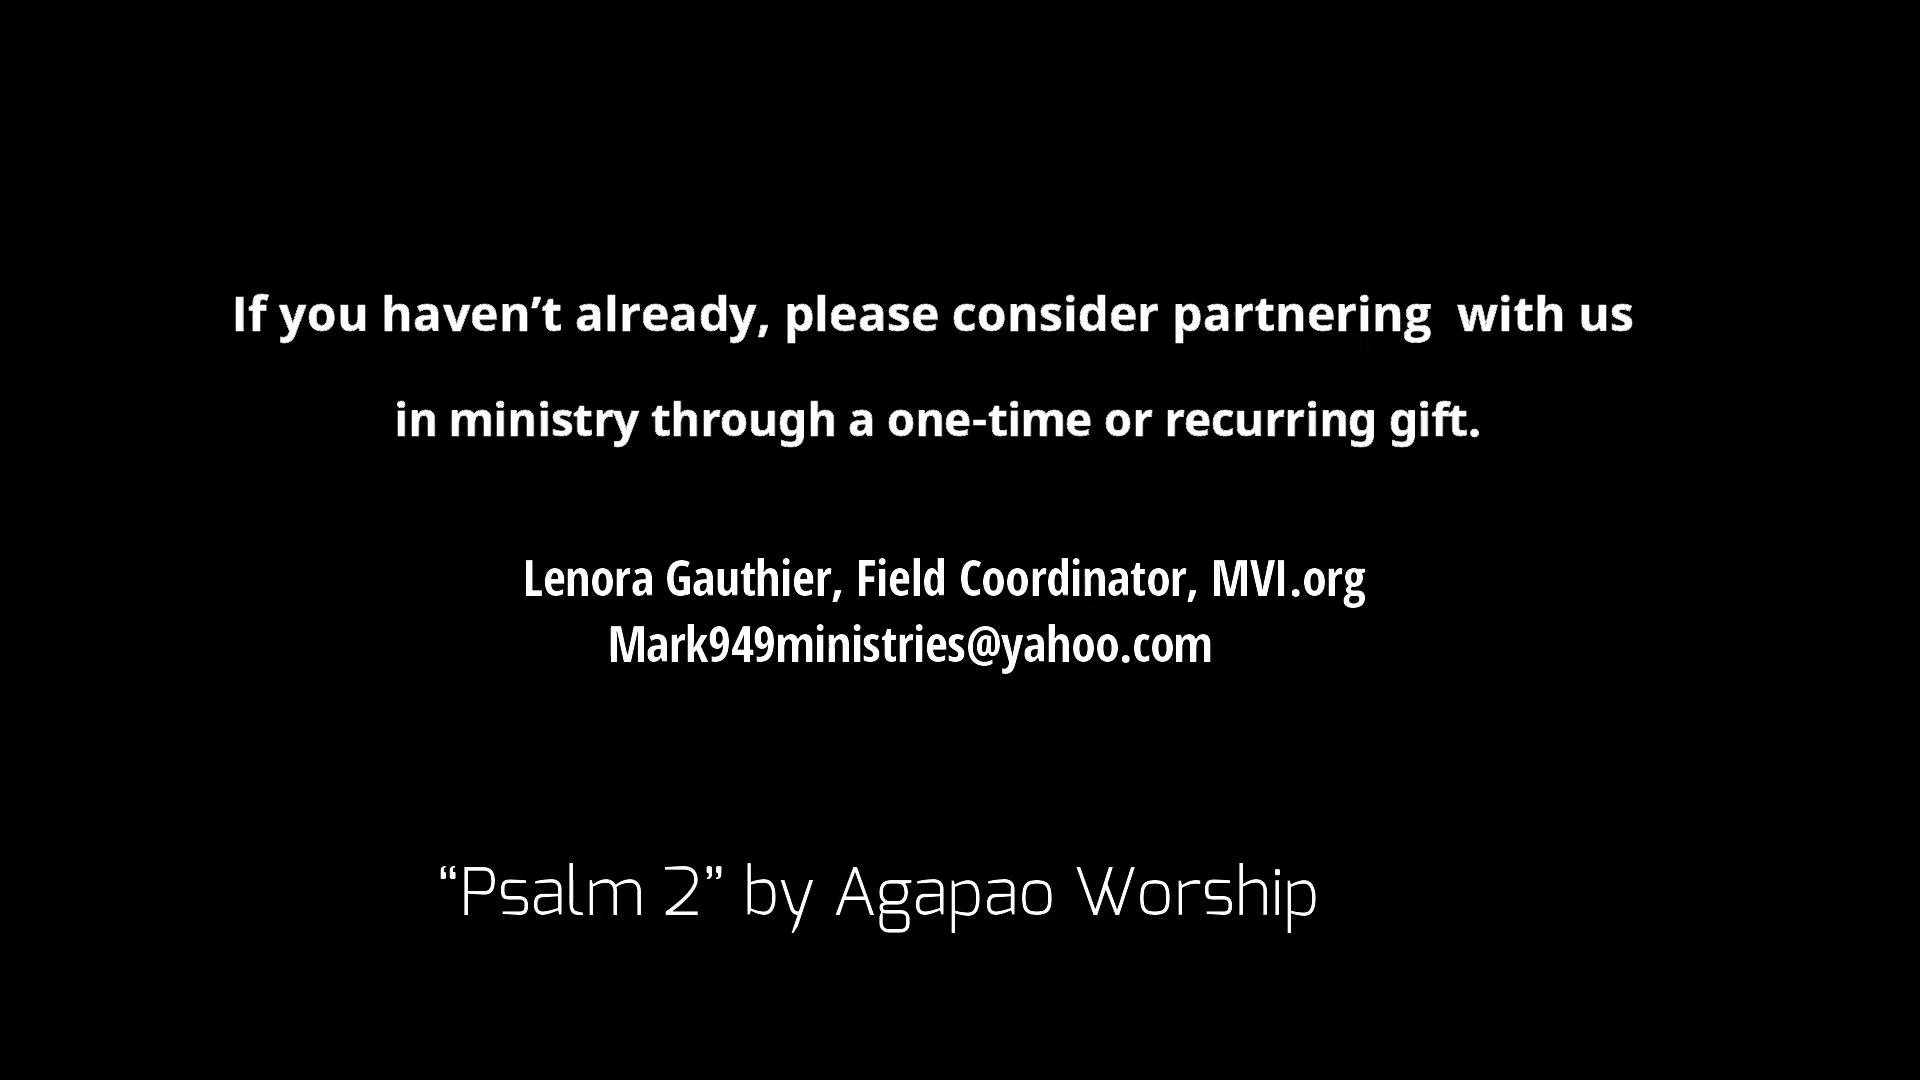 If you haven’t already, please consider partnering  with us
in ministry through a one-time or recurring gift.
Lenora Gauthier, Field Coordinator, MVI.org
Mark949ministries@yahoo.com
“Psalm 2” by Agapao Worship